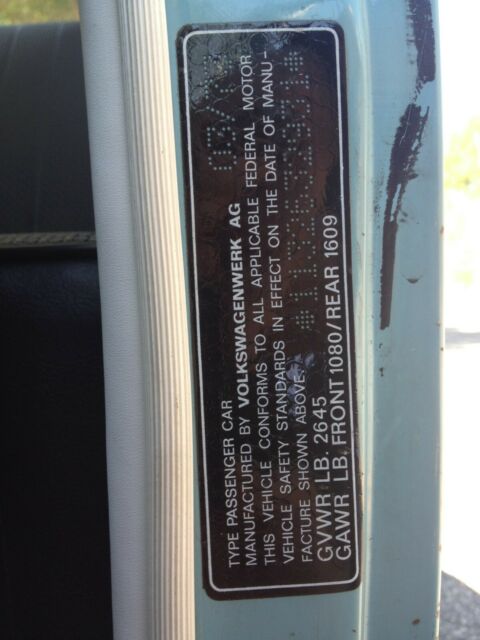 TYPE PASSENGER CAR
MANUFACTURED BY VOLKSWAGENWERK AG
THIS VEHICLE CONFORMS TO ALL APPLICABLE FEDERAL MOTOR
VEHICLE SAFETY STANDARDS IN EFFECT ON THE DATE OF MANU-
FACTURE SHOWN ABOVE.
GVWR LB. 2645
GAWR LB. FRONT 1080/REAR 1609